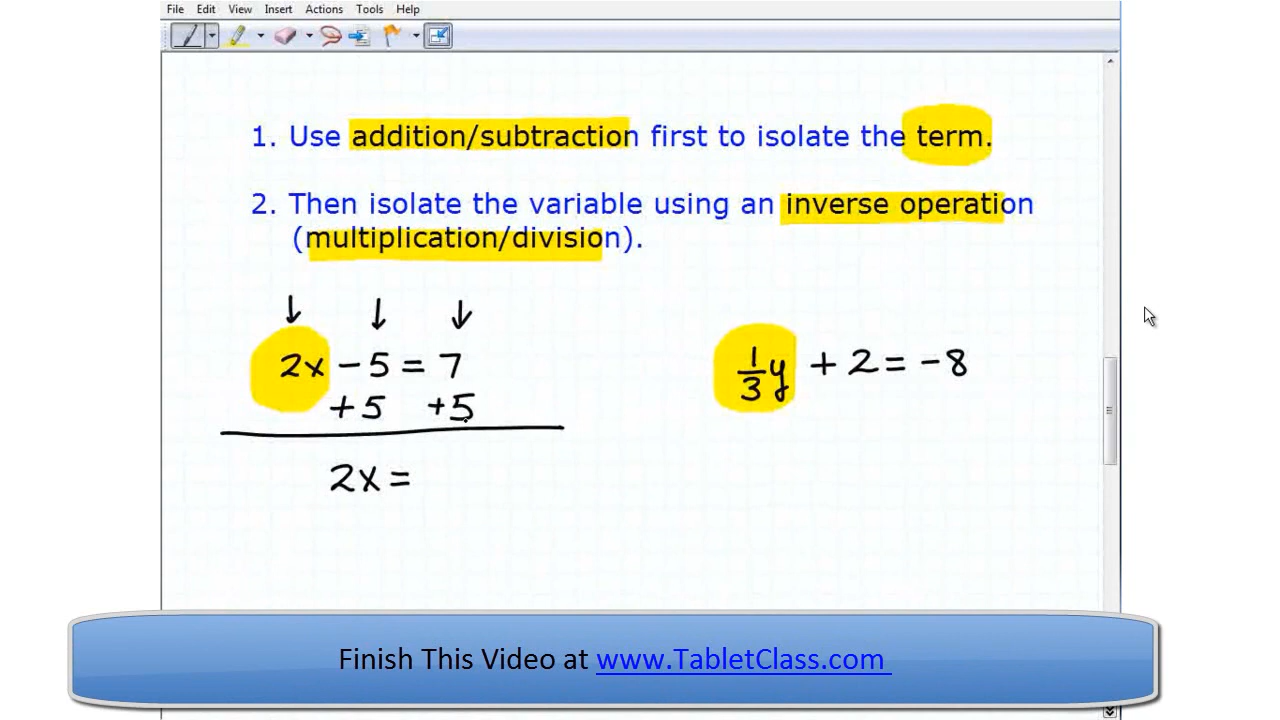 File Edit View Insert Actions Tools Help
1. Use addition/subtraction first to isolate the term.
2. Then isolate the variable using an inverse operation
(multiplication/division).
↓ ↓ ↓
2x - 5 = 7
+5 +5
2x =
1/3 y + 2 = -8
Finish This Video at www.TabletClass.com